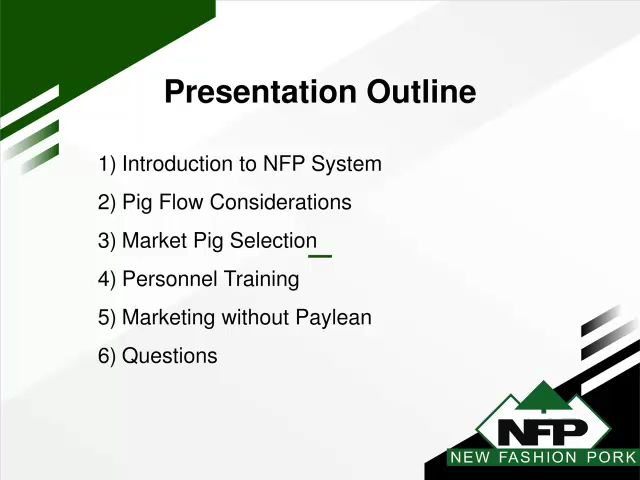 Presentation Outline
1) Introduction to NFP System
2) Pig Flow Considerations
3) Market Pig Selection
4) Personnel Training
5) Marketing without Paylean
6) Questions
NFP
NEW FASHION PORK